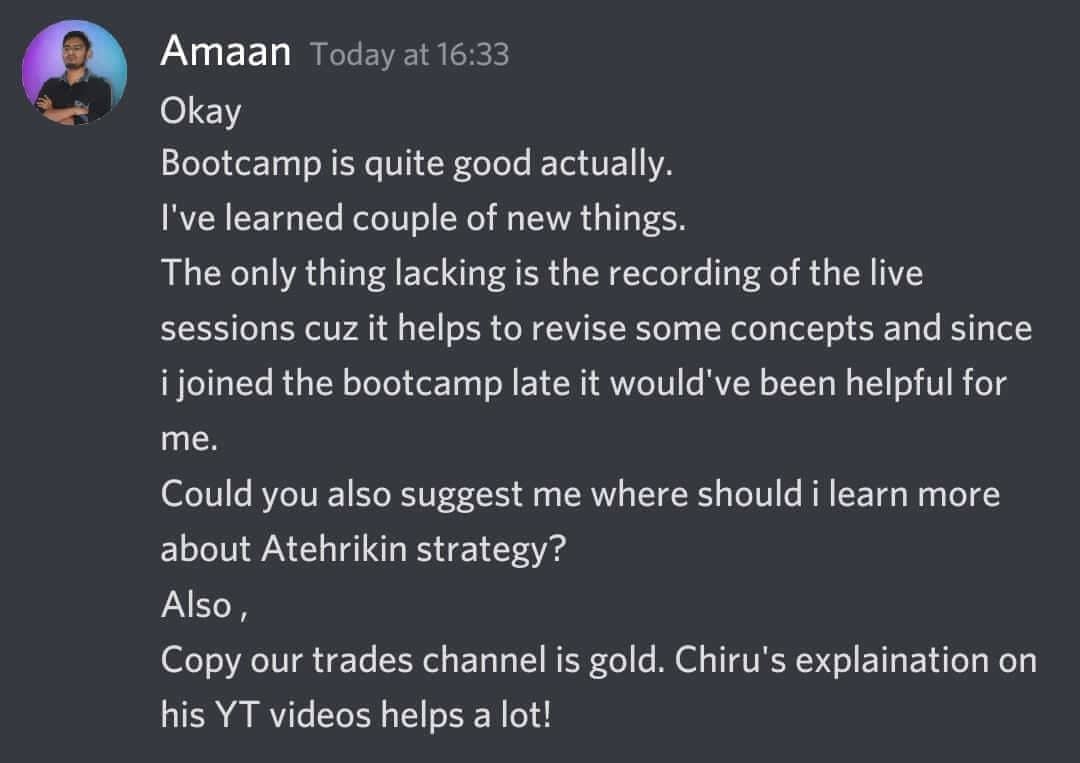 Amaan Today at 16:33
Okay
Bootcamp is quite good actually.
I've learned couple of new things.
The only thing lacking is the recording of the live
sessions cuz it helps to revise some concepts and since
i joined the bootcamp late it would've been helpful for
me.
Could you also suggest me where should i learn more
about Atehrikin strategy?
Also ,
Copy our trades channel is gold. Chiru's explaination on
his YT videos helps a lot!